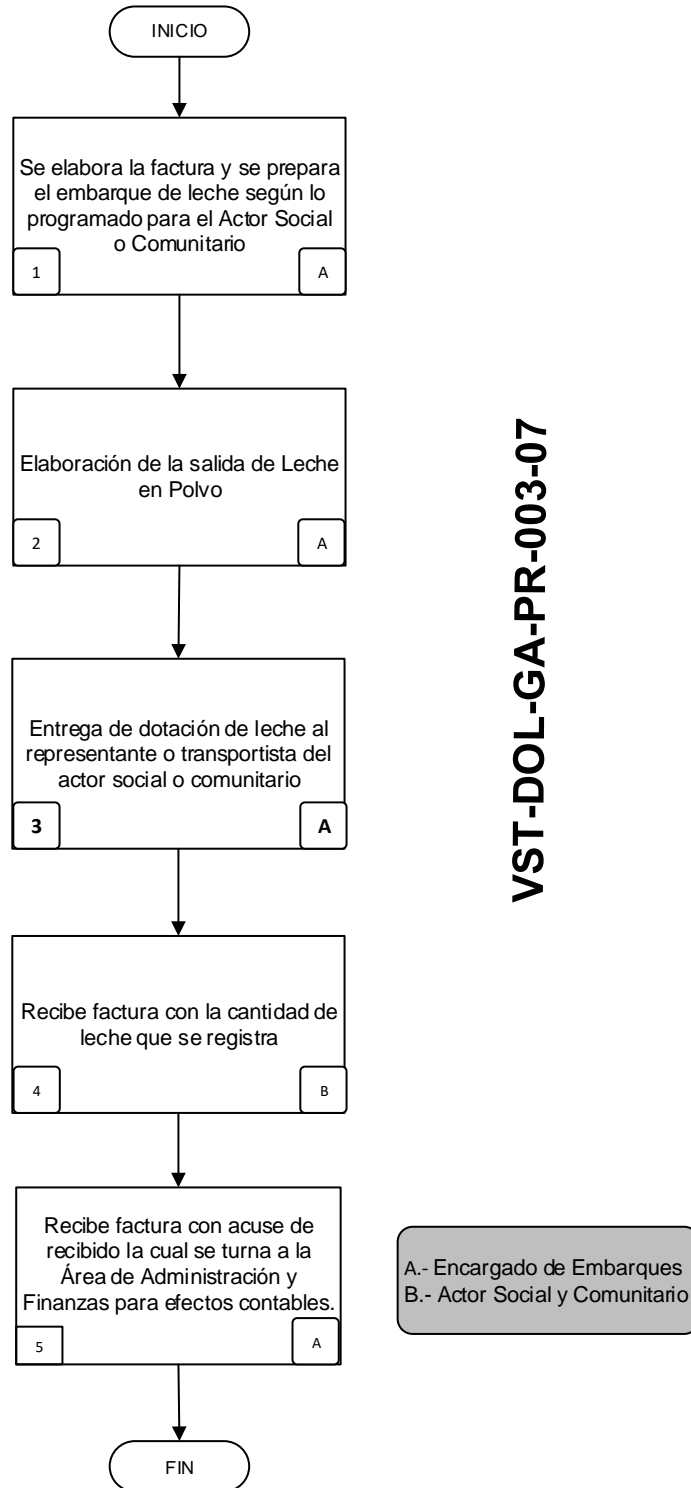 INICIO
Se elabora la factura y se prepara
el embarque de leche según lo
programado para el Actor Social
o Comunitario
1
A
Elaboración de la salida de Leche
en Polvo
2
A
Entrega de dotación de leche al
representante o transportista del
actor social o comunitario
3
A
Recibe factura con la cantidad de
leche que se registra
4
B
Recibe factura con acuse de
recibido la cual se turna a la
Área de Administración y
Finanzas para efectos contables.
5
A
FIN
VST-DOL-GA-PR-003-07
A.- Encargado de Embarques
B.- Actor Social y Comunitario